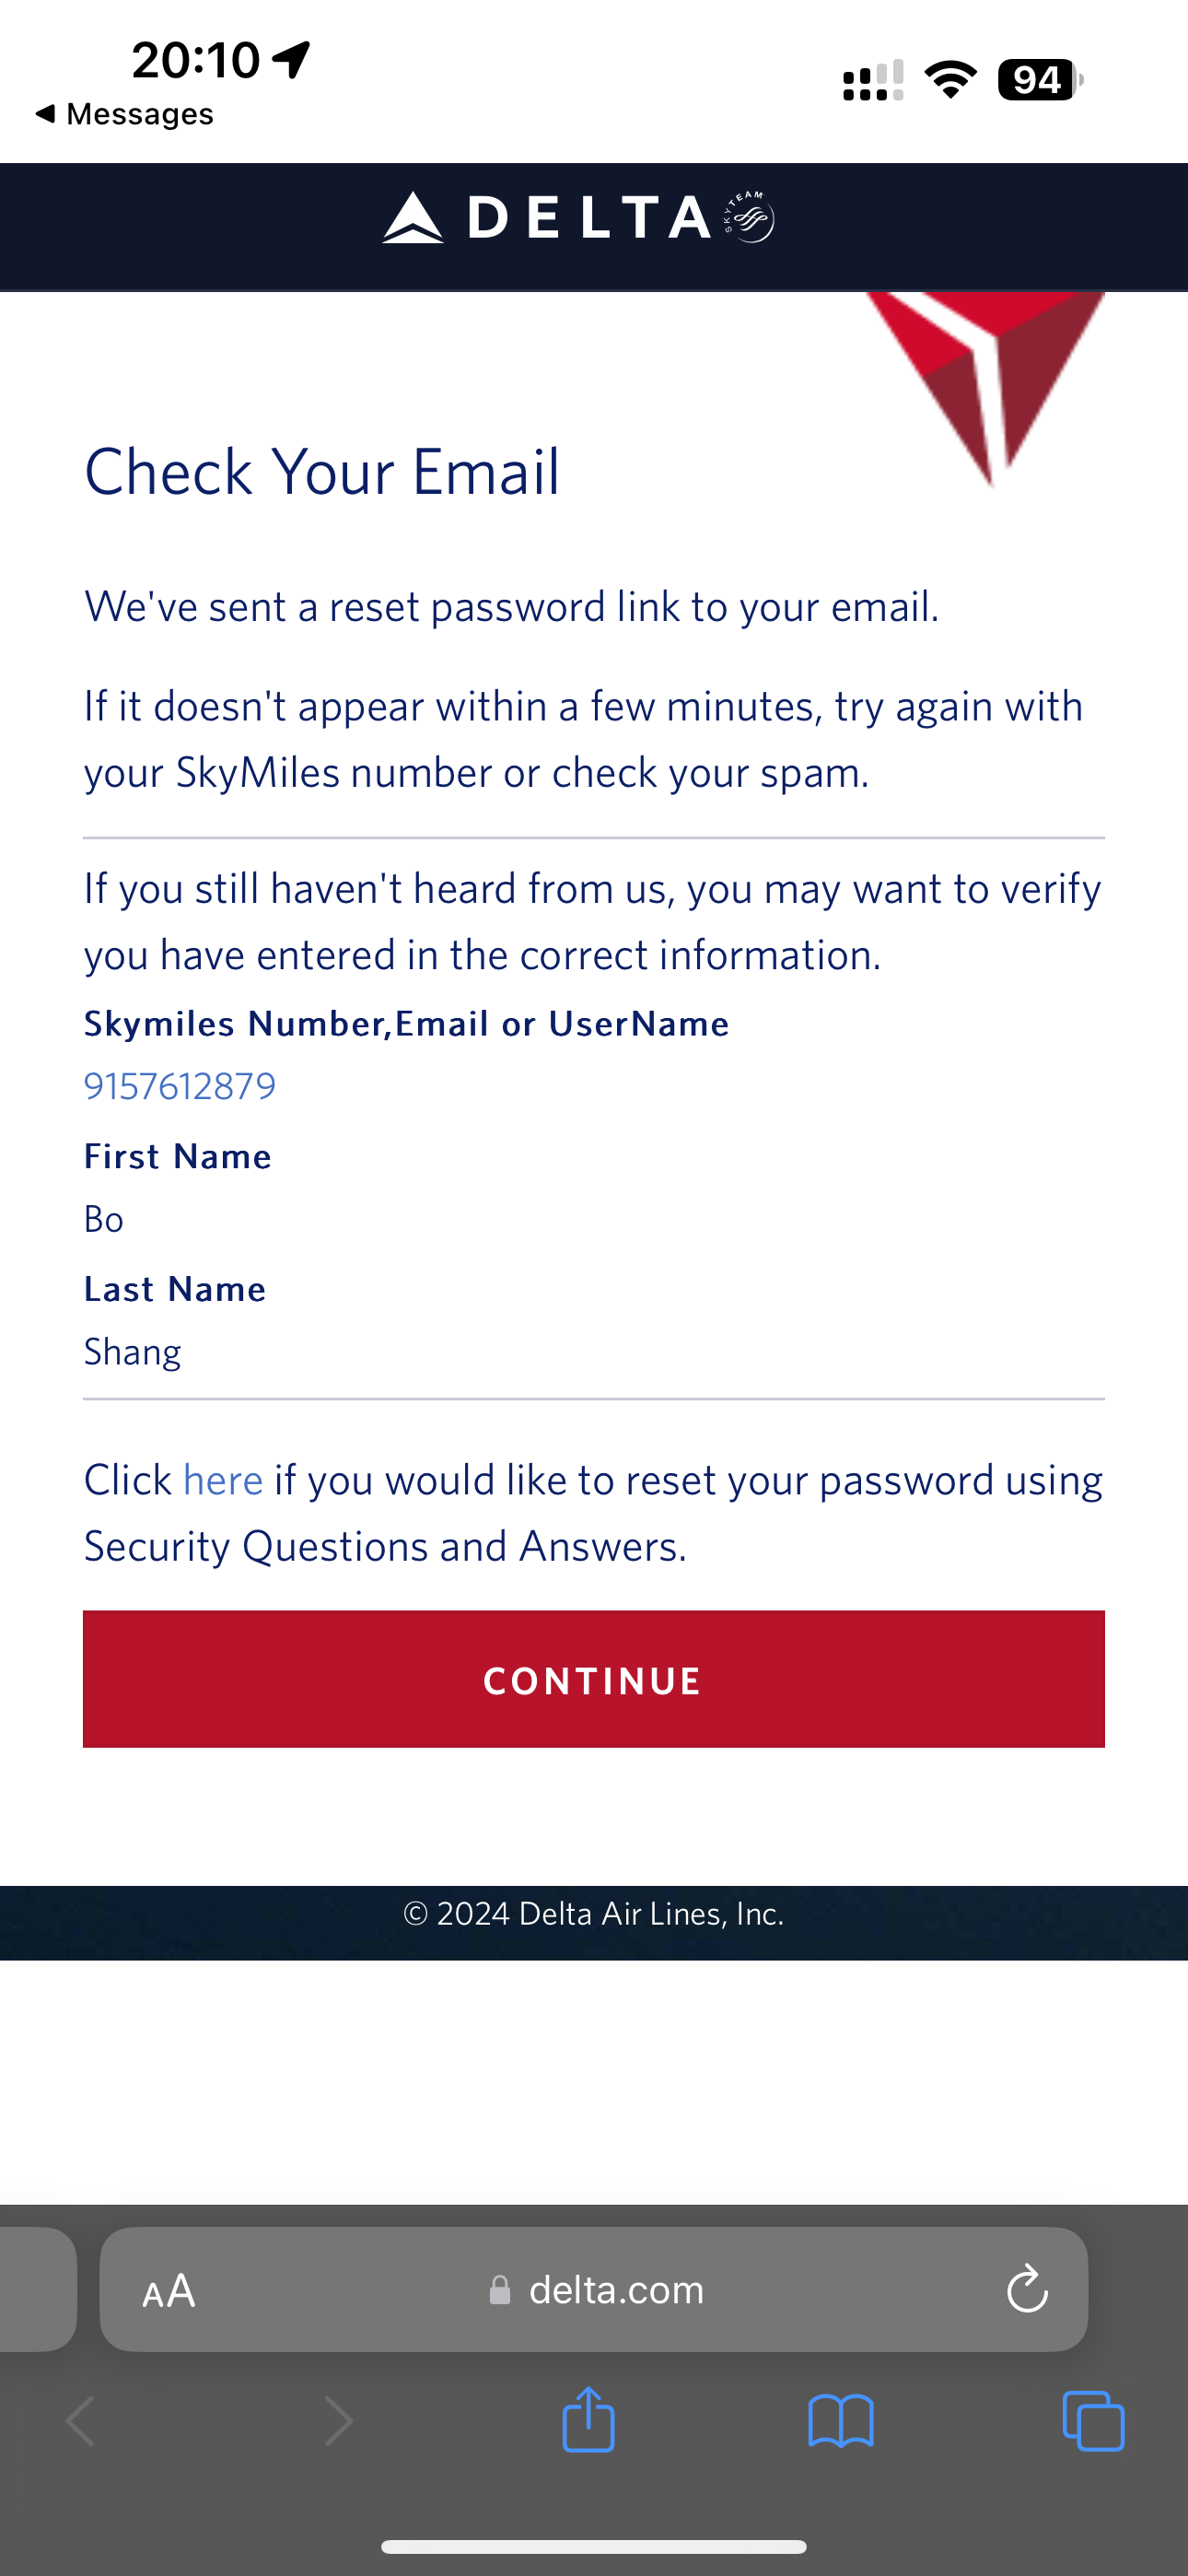 20:10
94
Messages
DELTA
SKYTEAM
Check Your Email
We've sent a reset password link to your email.
If it doesn't appear within a few minutes, try again with
your SkyMiles number or check your spam.
If you still haven't heard from us, you may want to verify
you have entered in the correct information.
Skymiles Number,Email or UserName
9157612879
First Name
Bo
Last Name
Shang
Click here if you would like to reset your password using
Security Questions and Answers.
CONTINUE
© 2024 Delta Air Lines, Inc.
AA
delta.com